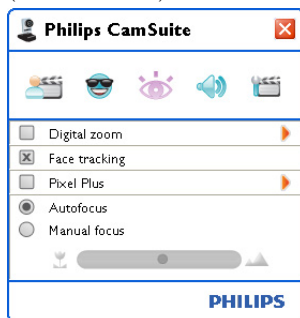 Philips CamSuite
Digital zoom
Face tracking
Pixel Plus
Autofocus
Manual focus
PHILIPS